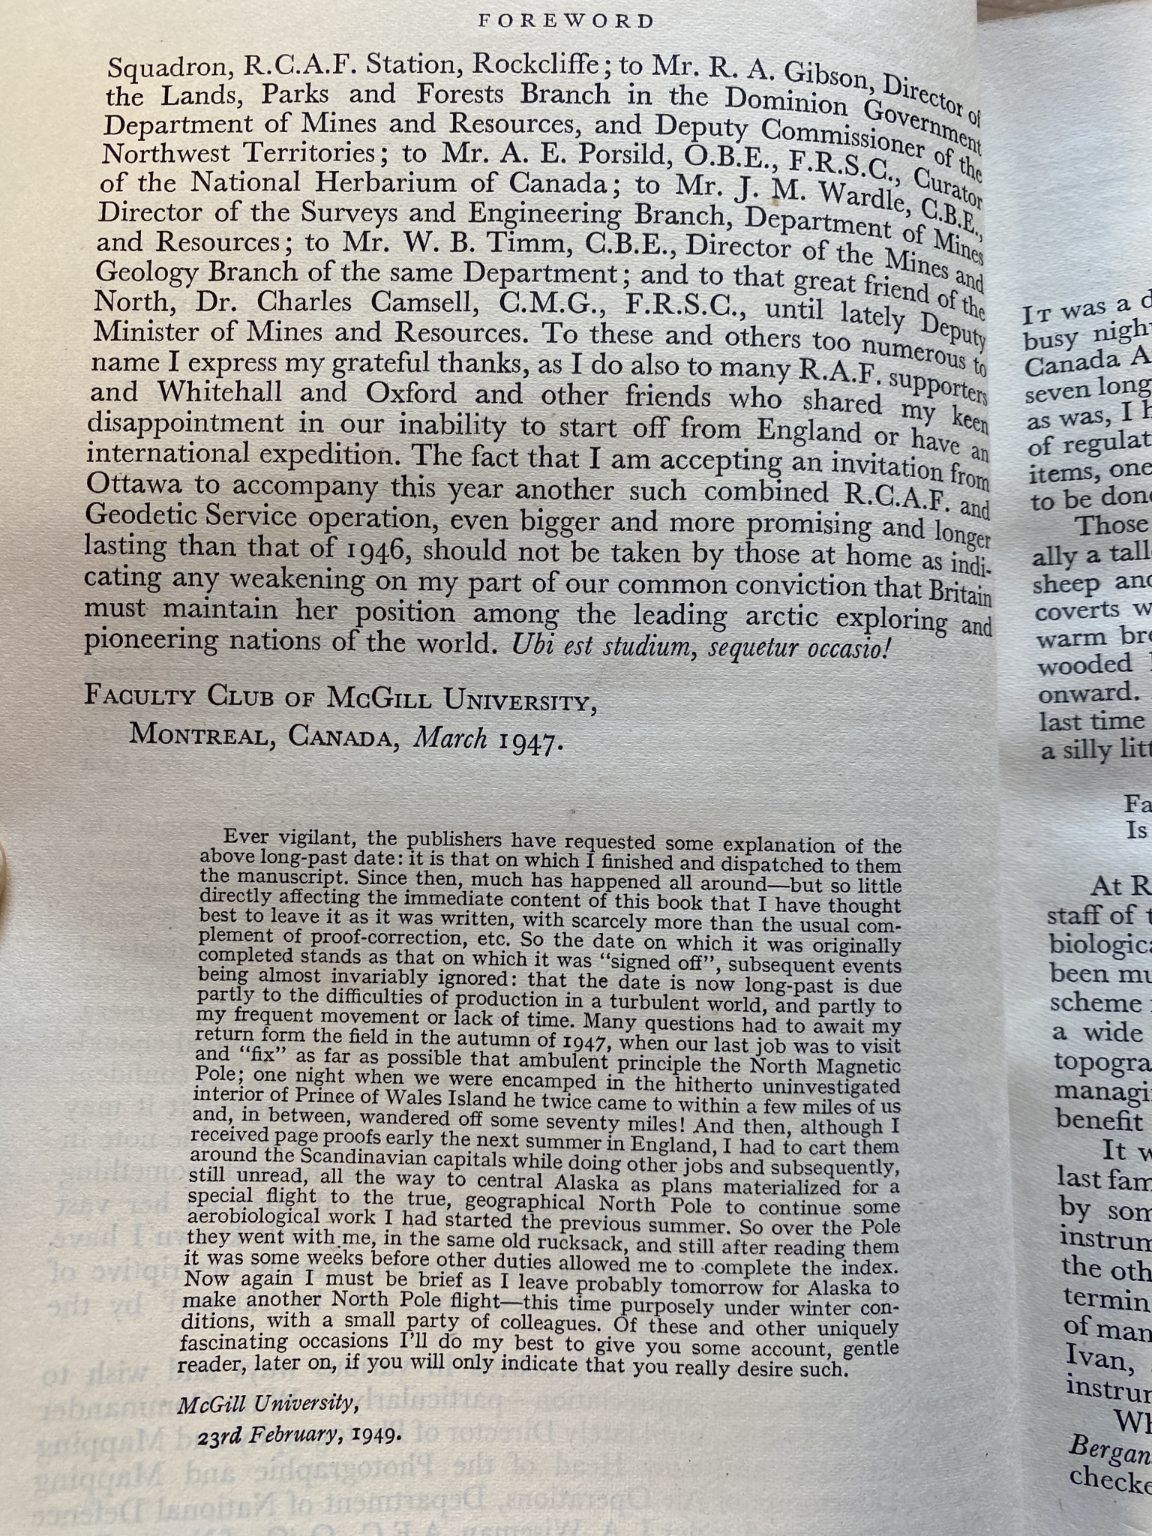 FOREWORD
Squadron, R.C.A.F. Station, Rockcliffe; to Mr. R. A. Gibson, Director of
the Lands, Parks and Forests Branch in the Dominion Government
Department of Mines and Resources, and Deputy Commissioner of the
Northwest Territories; to Mr. A. E. Porsild, O.B.E., F.R.S.C., Curator
of the National Herbarium of Canada; to Mr. J. M. Wardle, C.B.E.,
Director of the Surveys and Engineering Branch, Department of Mines
and Resources; to Mr. W. B. Timm, C.B.E., Director of the Mines and
Geology Branch of the same Department; and to that great friend of the
North, Dr. Charles Camsell, C.M.G., F.R.S.C., until lately Deputy
Minister of Mines and Resources. To these and others too numerous to
name I express my grateful thanks, as I do also to many R.A.F. supporters
and Whitehall and Oxford and other friends who shared my keen
disappointment in our inability to start off from England or have an
international expedition. The fact that I am accepting an invitation from
Ottawa to accompany this year another such combined R.C.A.F. and
Geodetic Service operation, even bigger and more promising and longer
lasting than that of 1946, should not be taken by those at home as indi-
cating any weakening on my part of our common conviction that Britain
must maintain her position among the leading arctic exploring and
pioneering nations of the world. Ubi est studium, sequetur occasio!
FACULTY CLUB OF MCGILL UNIVERSITY,
MONTREAL, CANADA, March 1947.
Ever vigilant, the publishers have requested some explanation of the
above long-past date: it is that on which I finished and dispatched to them
the manuscript. Since then, much has happened all around—but so little
directly affecting the immediate content of this book that I have thought
best to leave it as it was written, with scarcely more than the usual com-
plement of proof-correction, etc. So the date on which it was originally
completed stands as that on which it was "signed off", subsequent events
being almost invariably ignored: that the date is now long-past is due
partly to the difficulties of production in a turbulent world, and partly to
my frequent movement or lack of time. Many questions had to await my
return form the field in the autumn of 1947, when our last job was to visit
and "fix" as far as possible that ambulent principle the North Magnetic
Pole; one night when we were encamped in the hitherto uninvestigated
interior of Prince of Wales Island he twice came to within a few miles of us
and, in between, wandered off some seventy miles! And then, although I
received page proofs early the next summer in England, I had to cart them
around the Scandinavian capitals while doing other jobs and subsequently,
still unread, all the way to central Alaska as plans materialized for a
special flight to the true, geographical North Pole to continue some
aerobiological work I had started the previous summer. So over the Pole
they went with me, in the same old rucksack, and still after reading them
it was some weeks before other duties allowed me to complete the index.
Now again I must be brief as I leave probably tomorrow for Alaska to
make another North Pole flight—this time purposely under winter con-
ditions, with a small party of colleagues. Of these and other uniquely
fascinating occasions I'll do my best to give you some account, gentle
reader, later on, if you will only indicate that you really desire such.
McGill University,
23rd February, 1949.
IT was a
busy
Canada A
seven long
as was, I
of
items, one
to be
Those
ally a
sheep
coverts
warm
wooded
onward.
last time
a silly
Is
At
staff of
been
scheme
a wide
benefit
It
last
by
the
of
Ivan,